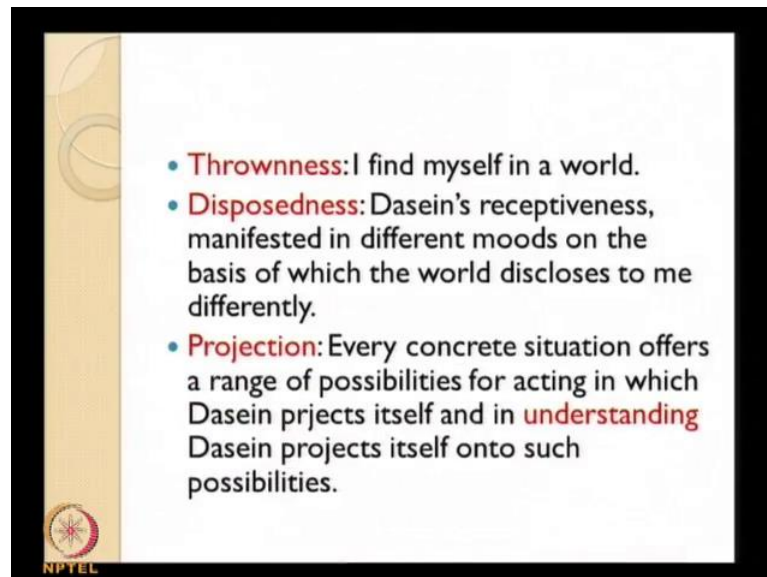 • Thrownness: I find myself in a world.
• Disposedness: Dasein's receptiveness,
manifested in different moods on the
basis of which the world discloses to me
differently.
• Projection: Every concrete situation offers
a range of possibilities for acting in which
Dasein prjects itself and in understanding
Dasein projects itself onto such
possibilities.
NPTEL